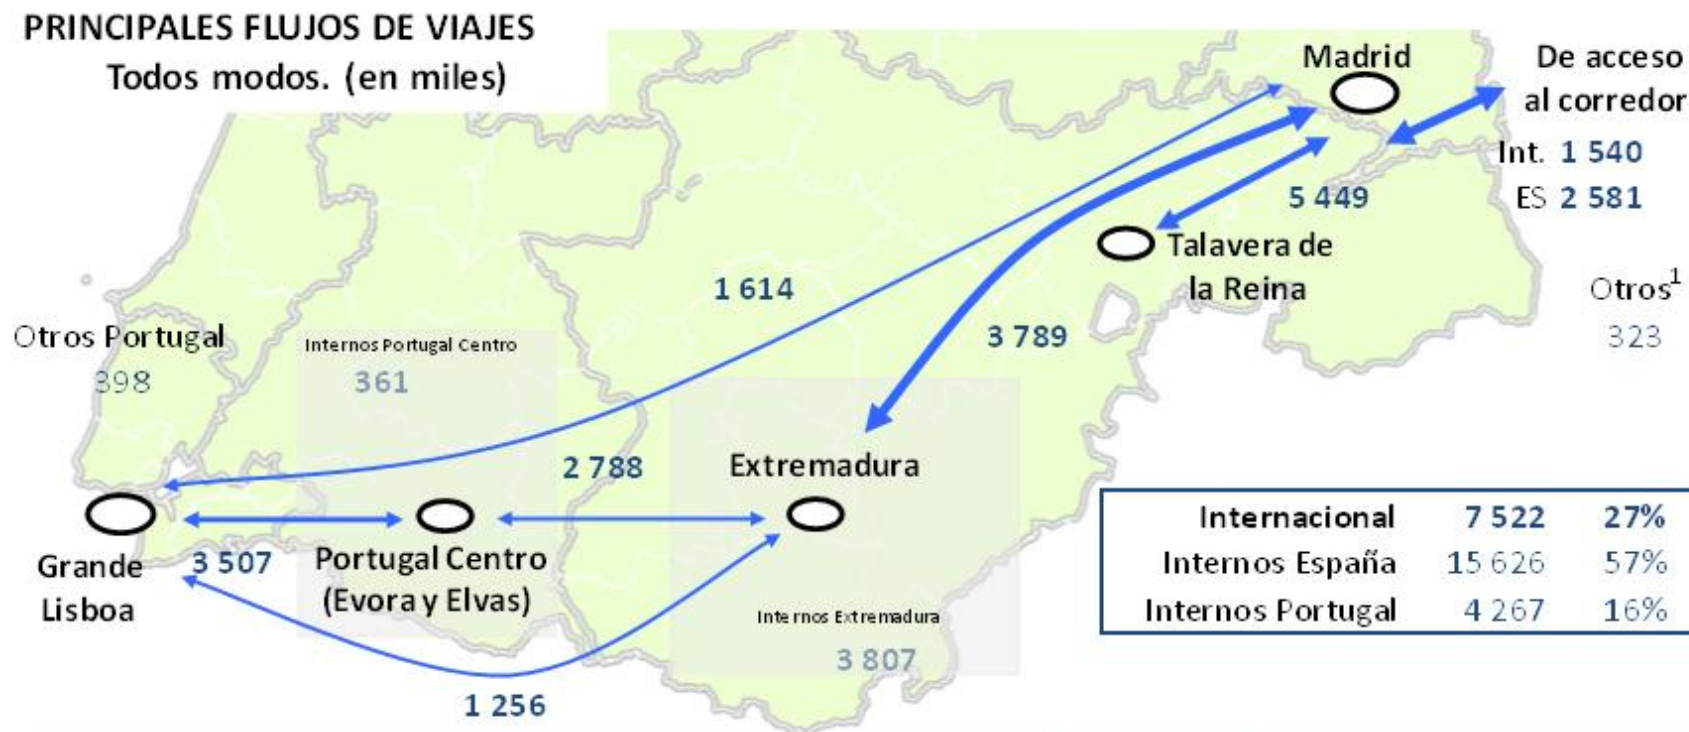 PRINCIPALES FLUJOS DE VIAJES
Todos modos. (en miles)
Madrid
De acceso
al corredor
Int. 1 540
ES 2 581
5 449
Talavera de
la Reina
Otros¹
323
1 614
3 789
Otros Portugal
398
Internos Portugal Centro
361
2 788
Extremadura
Grande
Lisboa
3 507
Portugal Centro
(Evora y Elvas)
Internos Extremadura
3 807
1 256
Internacional 7 522 27%
Internos España 15 626 57%
Internos Portugal 4 267 16%